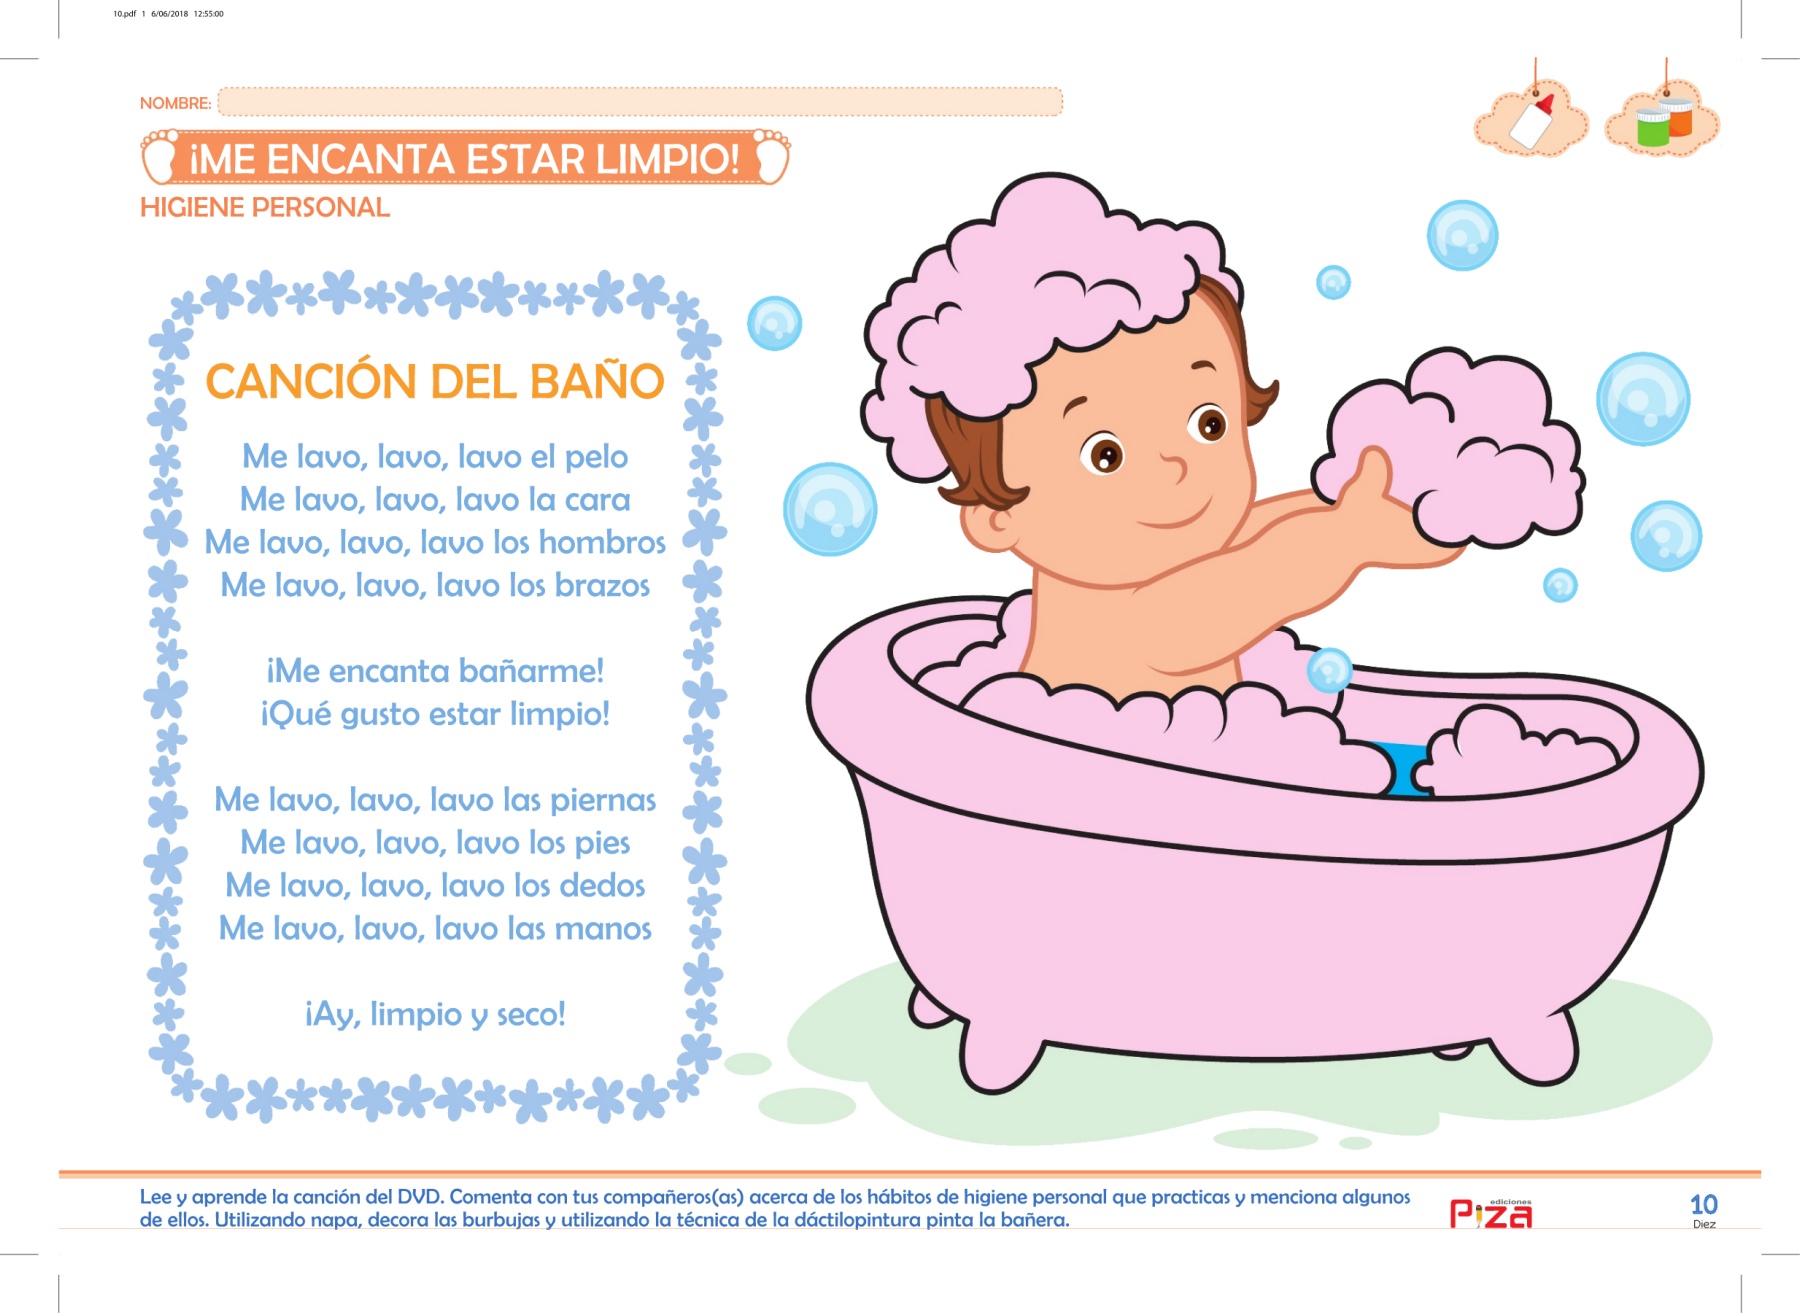 10.pdf 1 6/06/2018 12:55:00
NOMBRE:
¡ME ENCANTA ESTAR LIMPIO!
HIGIENE PERSONAL
CANCIÓN DEL BAÑO
Me lavo, lavo, lavo el pelo
Me lavo, lavo, lavo la cara
Me lavo, lavo, lavo los hombros
Me lavo, lavo, lavo los brazos
¡Me encanta bañarme!
¡Qué gusto estar limpio!
Me lavo, lavo, lavo las piernas
Me lavo, lavo, lavo los pies
Me lavo, lavo, lavo los dedos
Me lavo, lavo, lavo las manos
¡Ay, limpio y seco!
Lee y aprende la canción del DVD. Comenta con tus compañeros(as) acerca de los hábitos de higiene personal que practicas y menciona algunos
de ellos. Utilizando napa, decora las burbujas y utilizando la técnica de la dáctilopintura pinta la bañera.
ediciones
Piza
10
Diez